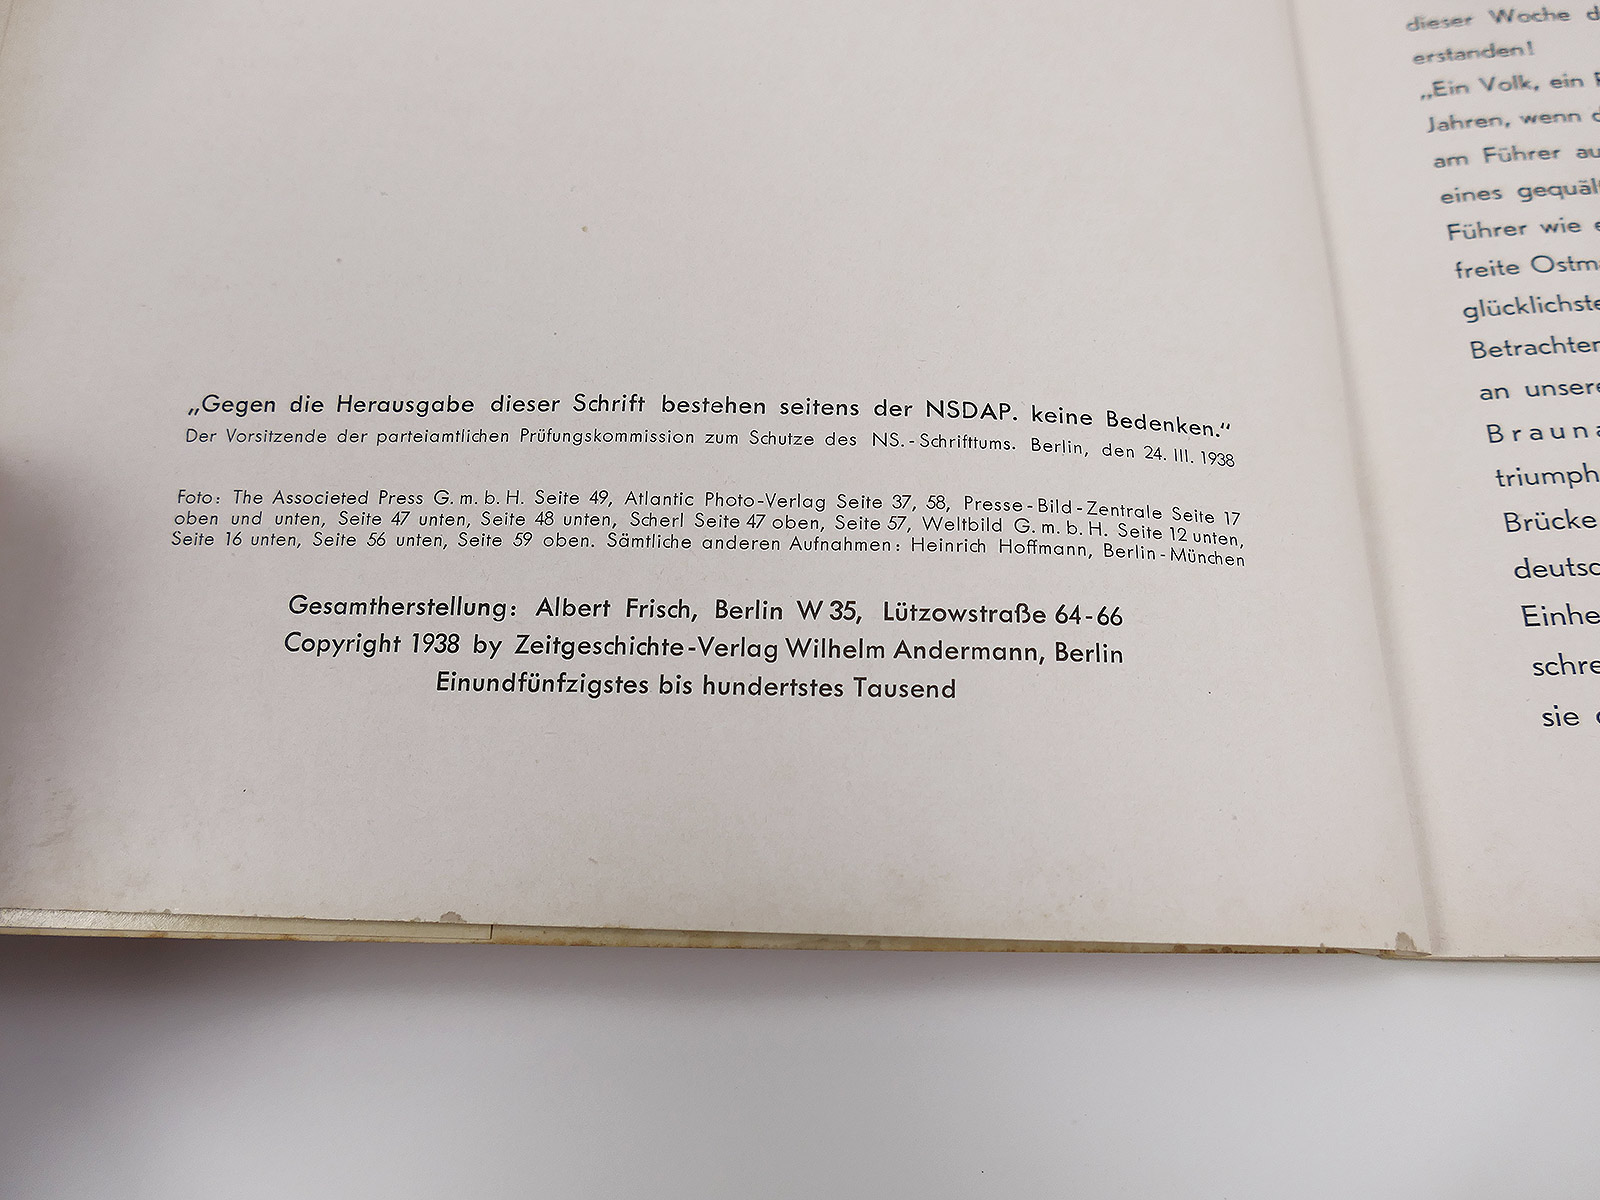 „Gegen die Herausgabe dieser Schrift bestehen seitens der NSDAP. keine Bedenken.“
Der Vorsitzende der parteiamtlichen Prüfungskommission zum Schutze des NS.-Schrifttums. Berlin, den 24. III. 1938
Foto: The Associeted Press G. m. b. H. Seite 49, Atlantic Photo-Verlag Seite 37, 58, Presse-Bild-Zentrale Seite 17
oben und unten, Seite 47 unten, Seite 48 unten, Scherl Seite 47 oben, Seite 57, Weltbild G. m. b. H. Seite 12 unten,
Seite 16 unten, Seite 56 unten, Seite 59 oben. Sämtliche anderen Aufnahmen: Heinrich Hoffmann, Berlin-München
Gesamtherstellung: Albert Frisch, Berlin W 35, Lützowstraße 64-66
Copyright 1938 by Zeitgeschichte-Verlag Wilhelm Andermann, Berlin
Einundfünfzigstes bis hundertstes Tausend
dieser Woche
erstanden!
„Ein Volk, ein
Jahren, wenn
am Führer
eines
Führer wie
freite
Betrachter
an
Brücke
sie